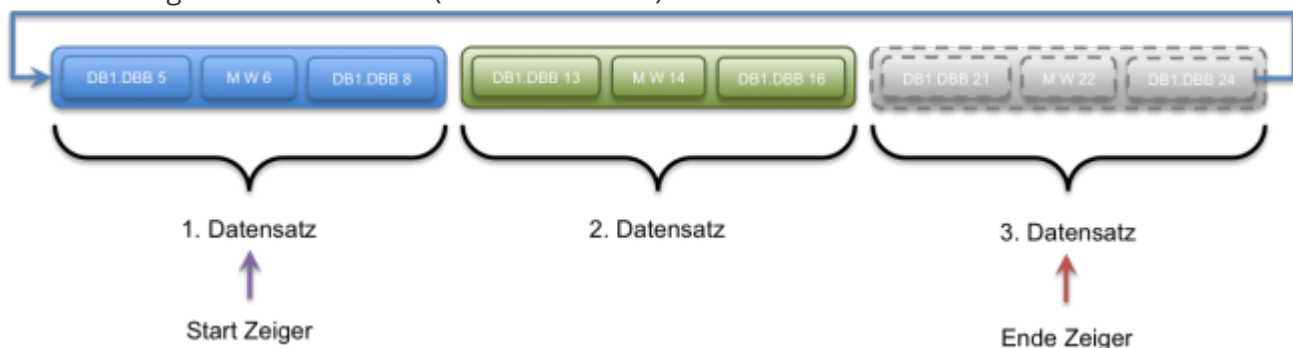 DB1.DBB 5 M W 6 DB1.DBB 8 DB1.DBB 13 M W 14 DB1.DBB 16 DB1.DBB 21 M W 22 DB1.DBB 24
1. Datensatz 2. Datensatz 3. Datensatz
Start Zeiger Ende Zeiger